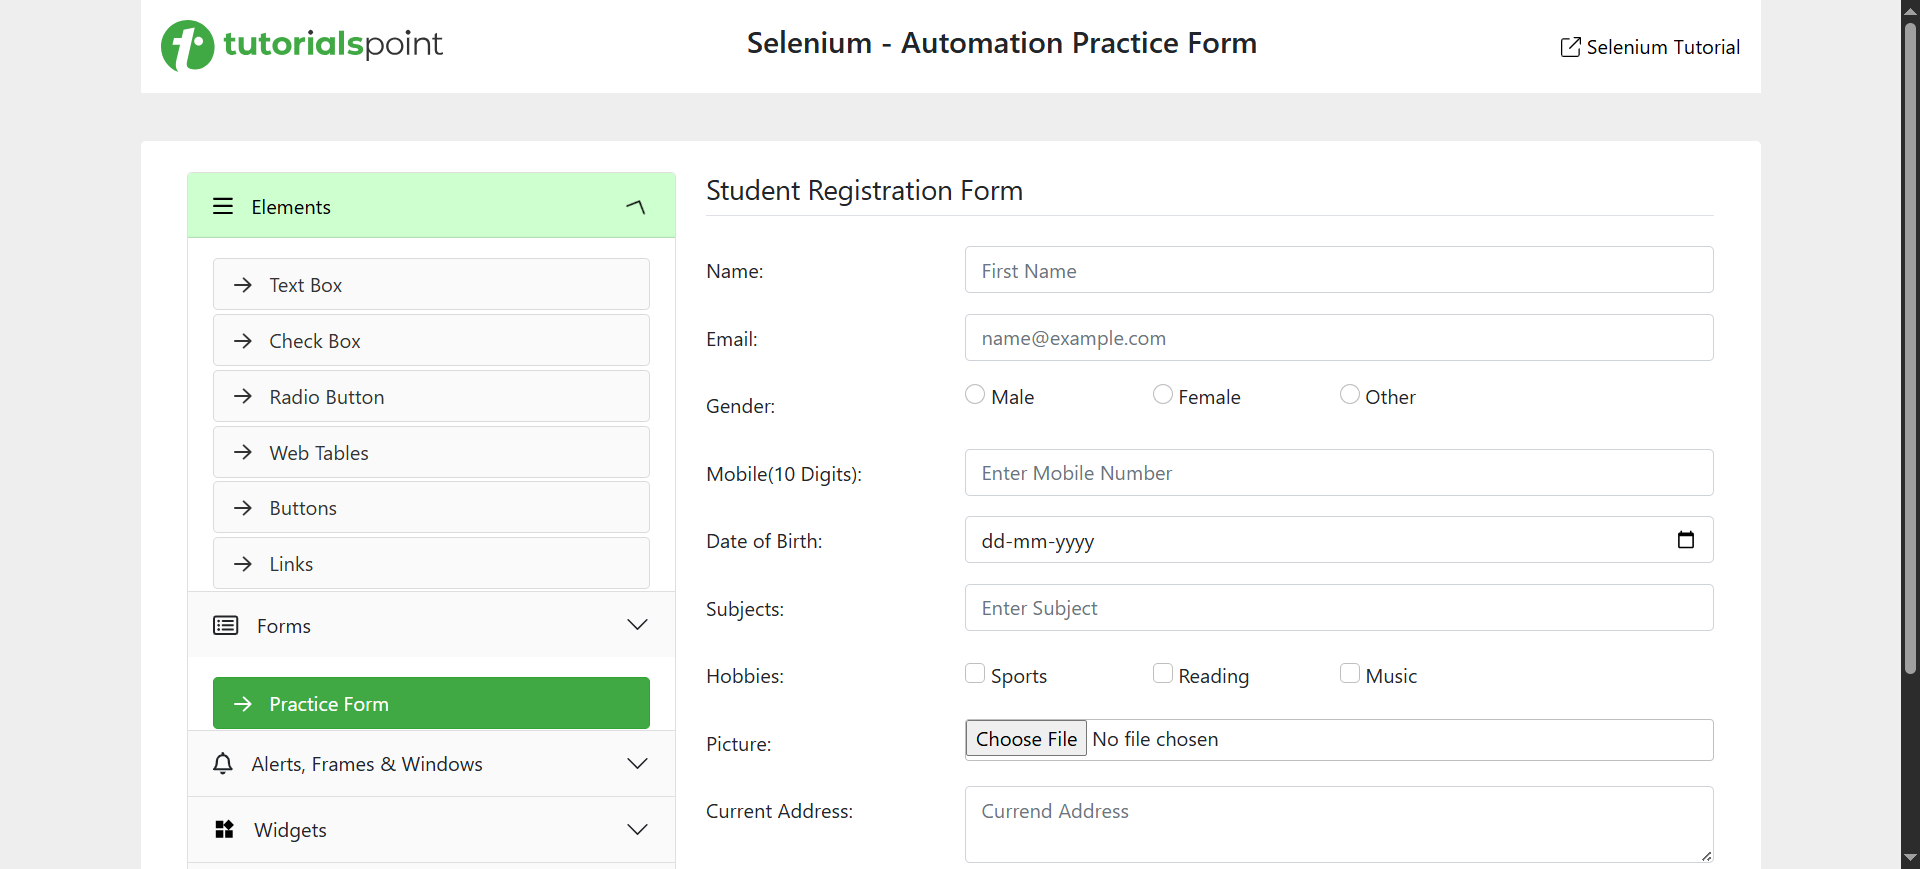 tutorialspoint
Selenium - Automation Practice Form
Selenium Tutorial
Elements
Text Box
Check Box
Radio Button
Web Tables
Buttons
Links
Forms
Practice Form
Alerts, Frames & Windows
Widgets
Student Registration Form
Name: First Name
Email: name@example.com
Gender: Male Female Other
Mobile(10 Digits): Enter Mobile Number
Date of Birth: dd-mm-yyyy
Subjects: Enter Subject
Hobbies: Sports Reading Music
Picture: Choose File No file chosen
Current Address: Currend Address